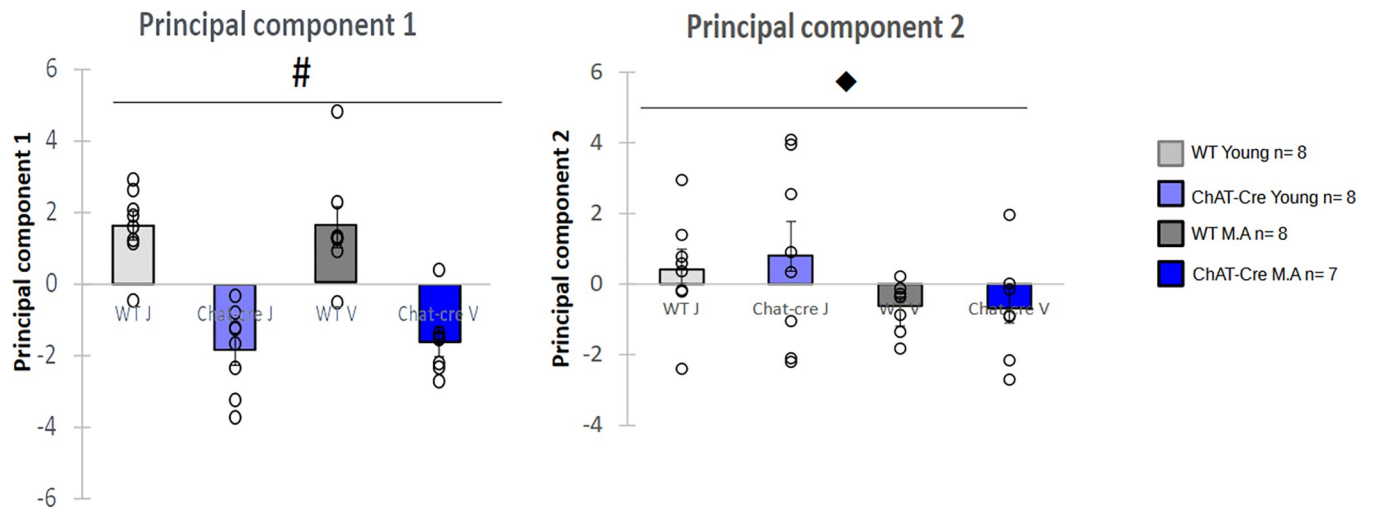 Principal component 1
#
6
4
2
0
-2
-4
-6
Principal component 1
WT J
Chat-cre J
WT V
Chat-cre V
Principal component 2
◆
6
4
2
0
-2
-4
Principal component 2
WT J
Chat-cre J
WT V
Chat-cre V
WT Young n= 8
ChAT-Cre Young n= 8
WT M.A n= 8
ChAT-Cre M.A n= 7